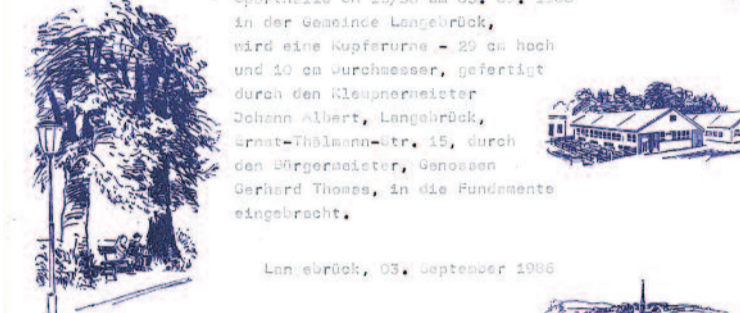 in der Gemeinde Langebrück,
wird eine Kupferurne - 29 cm hoch
und 10 cm Durchmesser, gefertigt
durch den Klempnermeister
Johann Albert, Langebrück,
Ernst-Thälmann-Str. 15, durch
den Bürgermeister, Genossen
Gerhard Thomas, in die Fundamente
eingebracht.
Langebrück, 03. September 1986